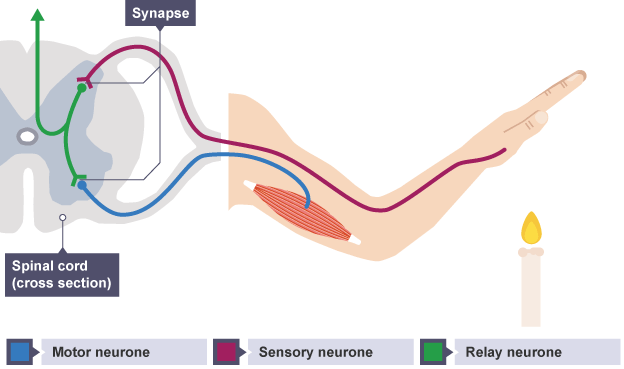 Synapse
Spinal cord
(cross section)
Motor neurone
Sensory neurone
Relay neurone